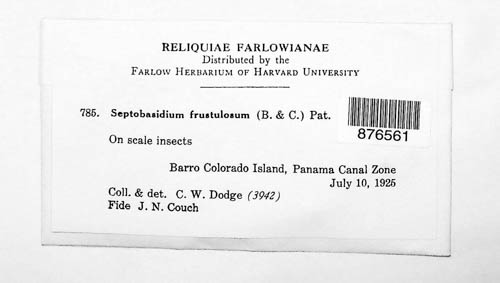 RELIQUIAE FARLOWIANAE
Distributed by the
FARLOW HERBARIUM OF HARVARD UNIVERSITY
785. Septobasidium frustulosum (B. & C.) Pat.
876561
On scale insects
Barro Colorado Island, Panama Canal Zone
July 10, 1925
Coll. & det. C. W. Dodge (3942)
Fide J. N. Couch